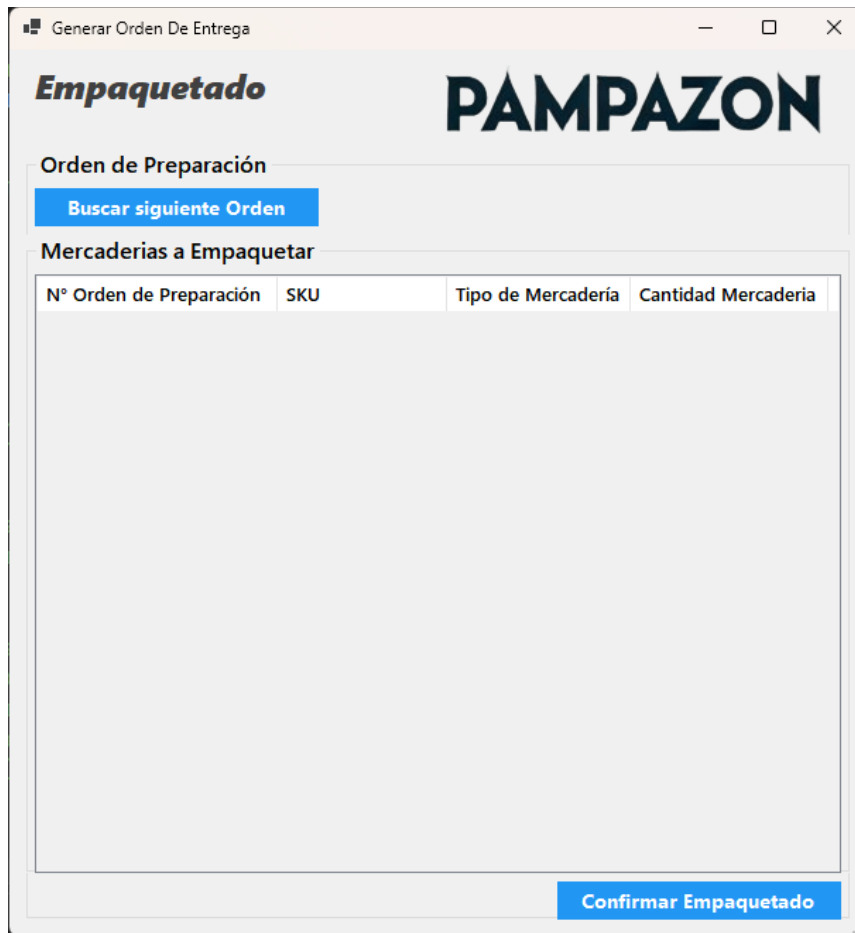 Generar Orden De Entrega
Empaquetado
PAMPAZON
Orden de Preparación
Buscar siguiente Orden
Mercaderias a Empaquetar
N° Orden de Preparación SKU Tipo de Mercadería Cantidad Mercaderia
Confirmar Empaquetado